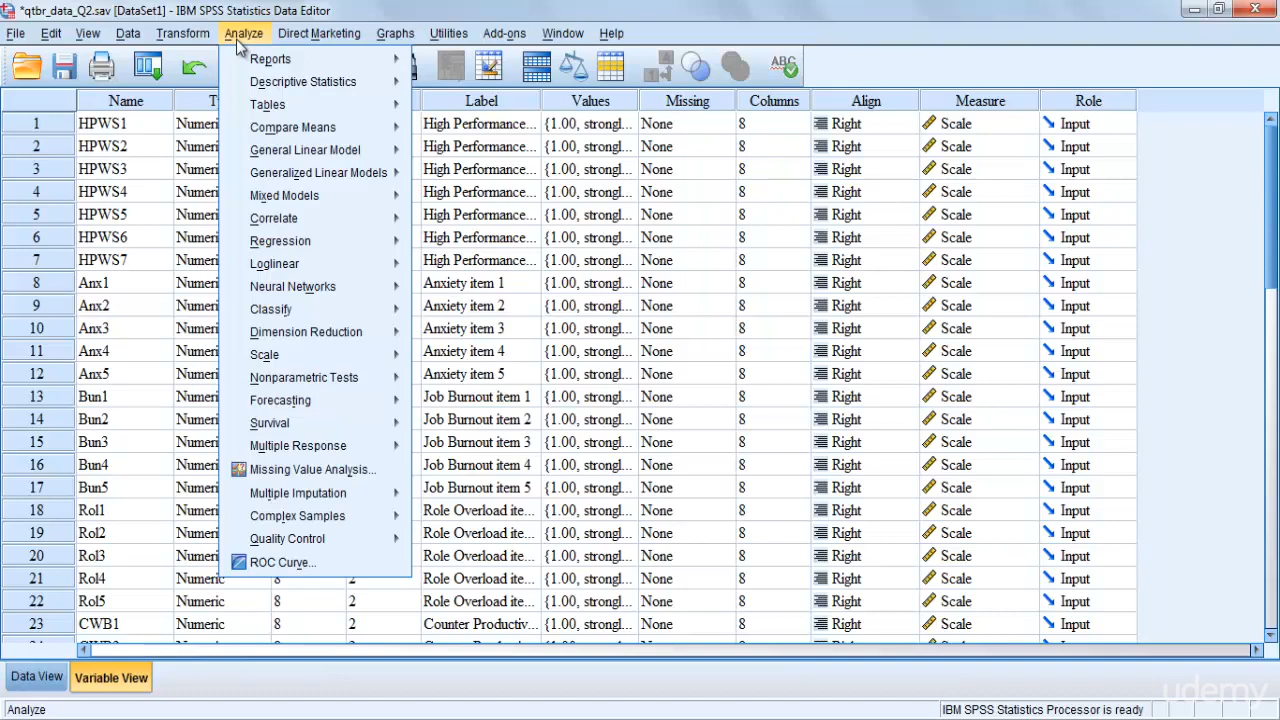 *qtbr_data_Q2.sav [DataSet1] - IBM SPSS Statistics Data Editor
File Edit View Data Transform Analyze Direct Marketing Graphs Utilities Add-ons Window Help
Reports
Descriptive Statistics
Tables
Compare Means
General Linear Model
Generalized Linear Models
Mixed Models
Correlate
Regression
Loglinear
Neural Networks
Classify
Dimension Reduction
Scale
Nonparametric Tests
Forecasting
Survival
Multiple Response
Missing Value Analysis...
Multiple Imputation
Complex Samples
Quality Control
ROC Curve...
Name Label Values Missing Columns Align Measure Role
1 HPWS1 Numeri High Performance... {1.00, strongl... None 8 Right Scale Input
2 HPWS2 Numeri High Performance... {1.00, strongl... None 8 Right Scale Input
3 HPWS3 Numeri High Performance... {1.00, strongl... None 8 Right Scale Input
4 HPWS4 Numeri High Performance... {1.00, strongl... None 8 Right Scale Input
5 HPWS5 Numeri High Performance... {1.00, strongl... None 8 Right Scale Input
6 HPWS6 Numeri High Performance... {1.00, strongl... None 8 Right Scale Input
7 HPWS7 Numeri High Performance... {1.00, strongl... None 8 Right Scale Input
8 Anx1 Numeri Anxiety item 1 {1.00, strongl... None 8 Right Scale Input
9 Anx2 Numeri Anxiety item 2 {1.00, strongl... None 8 Right Scale Input
10 Anx3 Numeri Anxiety item 3 {1.00, strongl... None 8 Right Scale Input
11 Anx4 Numeri Anxiety item 4 {1.00, strongl... None 8 Right Scale Input
12 Anx5 Numeri Anxiety item 5 {1.00, strongl... None 8 Right Scale Input
13 Bun1 Numeri Job Burnout item 1 {1.00, strongl... None 8 Right Scale Input
14 Bun2 Numeri Job Burnout item 2 {1.00, strongl... None 8 Right Scale Input
15 Bun3 Numeri Job Burnout item 3 {1.00, strongl... None 8 Right Scale Input
16 Bun4 Numeri Job Burnout item 4 {1.00, strongl... None 8 Right Scale Input
17 Bun5 Numeri Job Burnout item 5 {1.00, strongl... None 8 Right Scale Input
18 Rol1 Numeri Role Overload ite... {1.00, strongl... None 8 Right Scale Input
19 Rol2 Numeri Role Overload ite... {1.00, strongl... None 8 Right Scale Input
20 Rol3 Numeri Role Overload ite... {1.00, strongl... None 8 Right Scale Input
21 Rol4 Numeric 8 2 Role Overload ite... {1.00, strongl... None 8 Right Scale Input
22 Rol5 Numeric 8 2 Role Overload ite... {1.00, strongl... None 8 Right Scale Input
23 CWB1 Numeric 8 2 Counter Productiv... {1.00, strongl... None 8 Right Scale Input
Data View Variable View
udemy
Analyze IBM SPSS Statistics Processor is ready